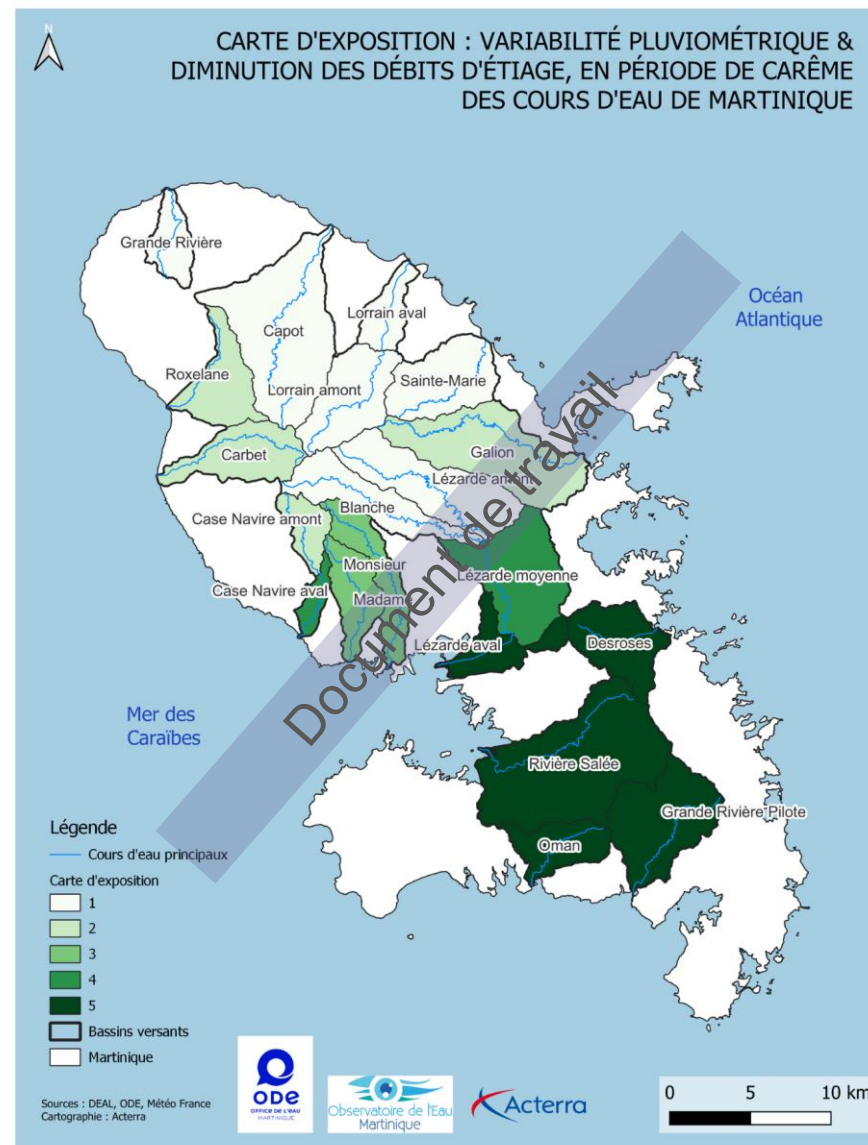 N
CARTE D'EXPOSITION : VARIABILITÉ PLUVIOMÉTRIQUE &
DIMINUTION DES DÉBITS D'ÉTIAGE, EN PÉRIODE DE CARÊME
DES COURS D'EAU DE MARTINIQUE
Grande Rivière
Océan
Atlantique
Lorrain aval
Capot
Roxelane
Lorrain amont
Sainte-Marie
Carbet
Galion
Lézarde amont
Blanche
Case Navire amont
Monsieur
Lézarde moyenne
Case Navire aval
Madame
Lézarde aval
Desroses
Document de travail
Mer des
Caraïbes
Rivière Salée
Grande Rivière Pilote
Oman
Légende
Cours d'eau principaux
Carte d'exposition
1
2
3
4
5
Bassins versants
Martinique
Sources : DEAL, ODE, Météo France
Cartographie : Acterra
ODE
OFFICE DE L'EAU
MARTINIQUE
Observatoire de l'Eau
Martinique
Acterra
0 5 10 km